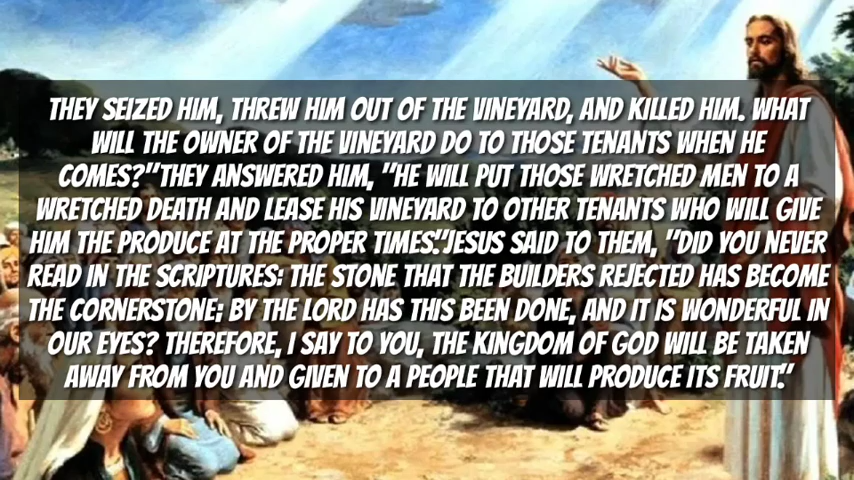 THEY SEIZED HIM, THREW HIM OUT OF THE VINEYARD, AND KILLED HIM. WHAT
WILL THE OWNER OF THE VINEYARD DO TO THOSE TENANTS WHEN HE
COMES?"THEY ANSWERED HIM, "HE WILL PUT THOSE WRETCHED MEN TO A
WRETCHED DEATH AND LEASE HIS VINEYARD TO OTHER TENANTS WHO WILL GIVE
HIM THE PRODUCE AT THE PROPER TIMES."JESUS SAID TO THEM, "DID YOU NEVER
READ IN THE SCRIPTURES: THE STONE THAT THE BUILDERS REJECTED HAS BECOME
THE CORNERSTONE; BY THE LORD HAS THIS BEEN DONE, AND IT IS WONDERFUL IN
OUR EYES? THEREFORE, I SAY TO YOU, THE KINGDOM OF GOD WILL BE TAKEN
AWAY FROM YOU AND GIVEN TO A PEOPLE THAT WILL PRODUCE ITS FRUIT."